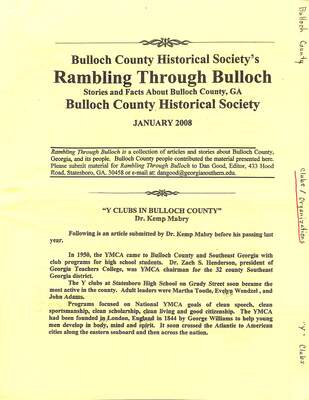 Bulloch County Historical Society's
Rambling Through Bulloch
Stories and Facts About Bulloch County, GA
Bulloch County Historical Society
JANUARY 2008
Rambling Through Bulloch is a collection of articles and stories about Bulloch County,
Georgia, and its people. Bulloch County people contributed the material presented here.
Please submit material for Rambling Through Bulloch to Dan Good, Editor, 433 Hood
Road, Statesboro, GA. 30458 or e-mail at: dangood@georgiasouthern.edu.
"Y CLUBS IN BULLOCH COUNTY"
Dr. Kemp Mabry
Following is an article submitted by Dr. Kemp Mabry before his passing last
year.
In 1950, the YMCA came to Bulloch County and Southeast Georgia with
club programs for high school students. Dr. Zach S. Henderson, president of
Georgia Teachers College, was YMCA chairman for the 32 county Southeast
Georgia district.
The Y clubs at Statesboro High School on Grady Street soon became the
most active in the county. Adult leaders were Martha Tootle, Evelyn Wendzel , and
John Adams.
Programs focused on National YMCA goals of clean speech, clean
sportsmanship, clean scholarship, clean living and good citizenship. The YMCA
had been founded in London, England in 1844 by George Williams to help young
men develop in body, mind and spirit. It soon crossed the Atlantic to American
cities along the eastern seaboard and then across the nation.
Bulloch County
Clubs / Organizations
"Y" Clubs